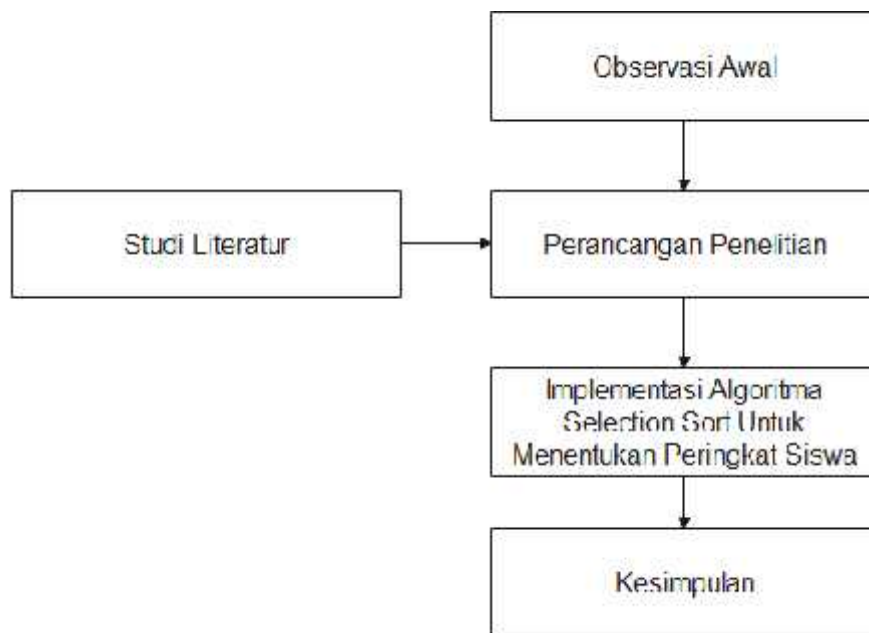 Observasi Awal
Studi Literatur
Perancangan Penelitian
Implementasi Algoritma
Selection Sort Untuk
Menentukan Peringkat Siswa
Kesimpulan